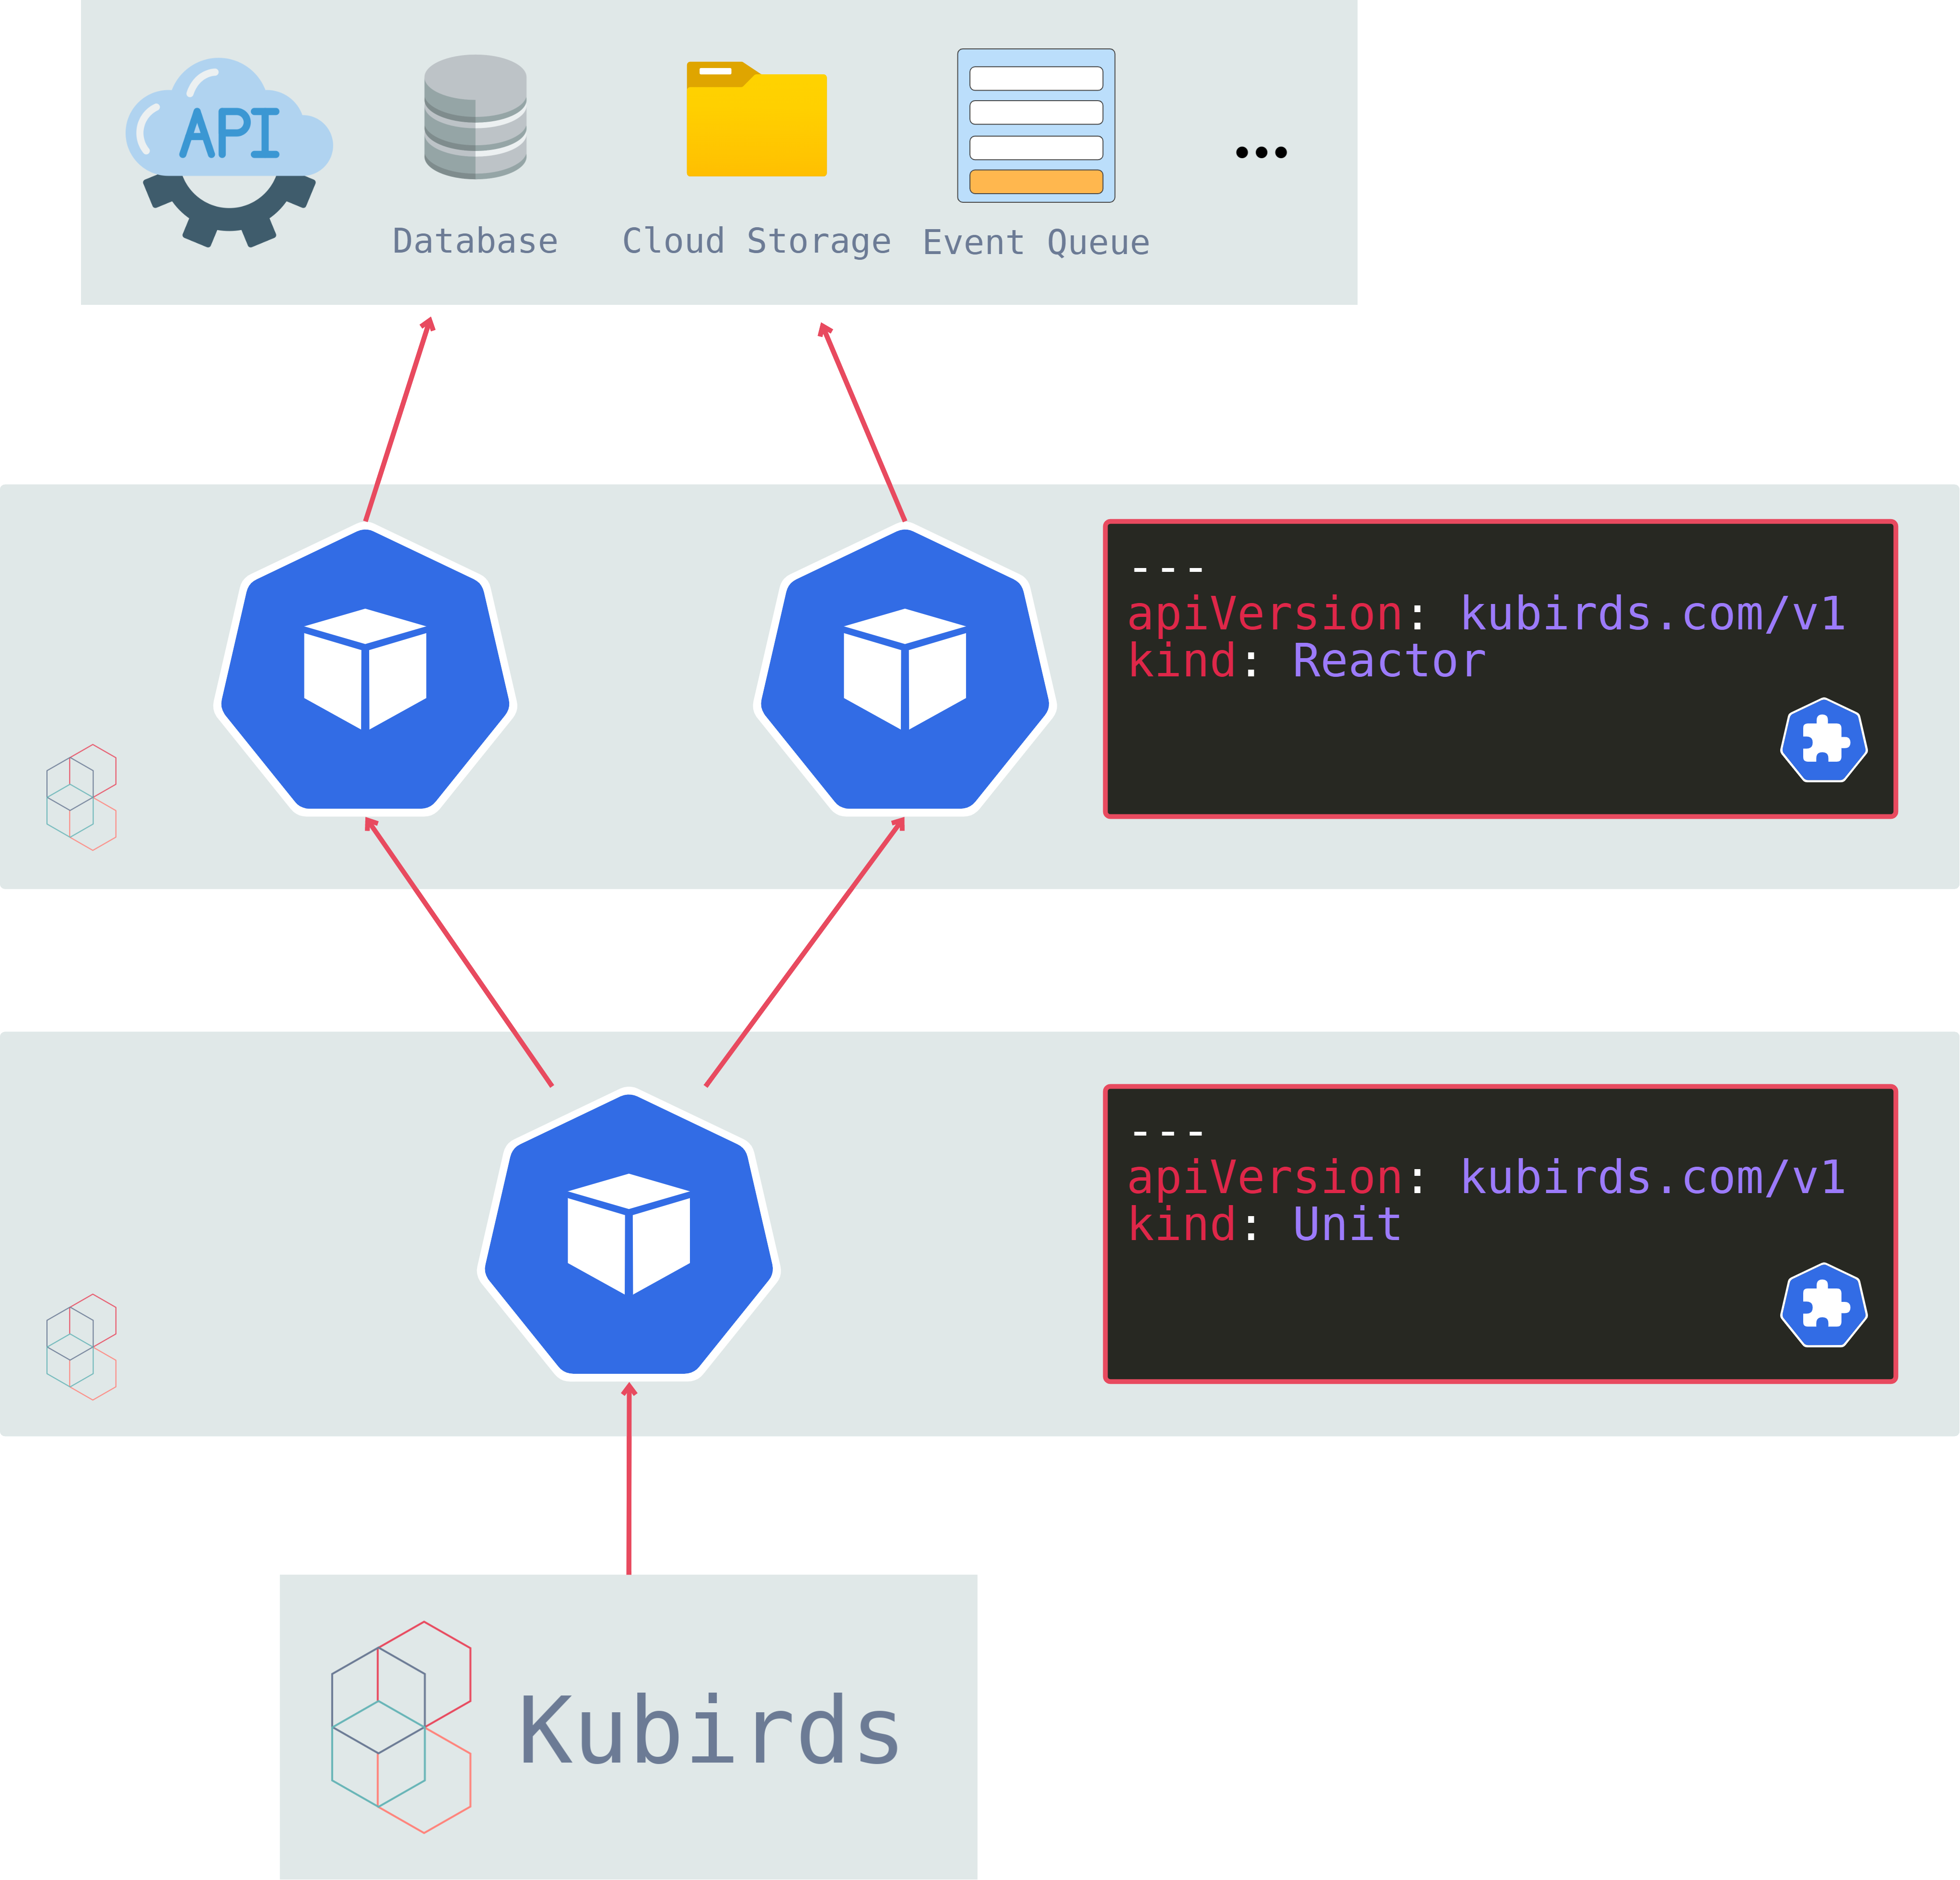 API
Database
Cloud Storage
Event Queue
...
---
apiVersion: kubirds.com/v1
kind: Reactor
---
apiVersion: kubirds.com/v1
kind: Unit
Kubirds